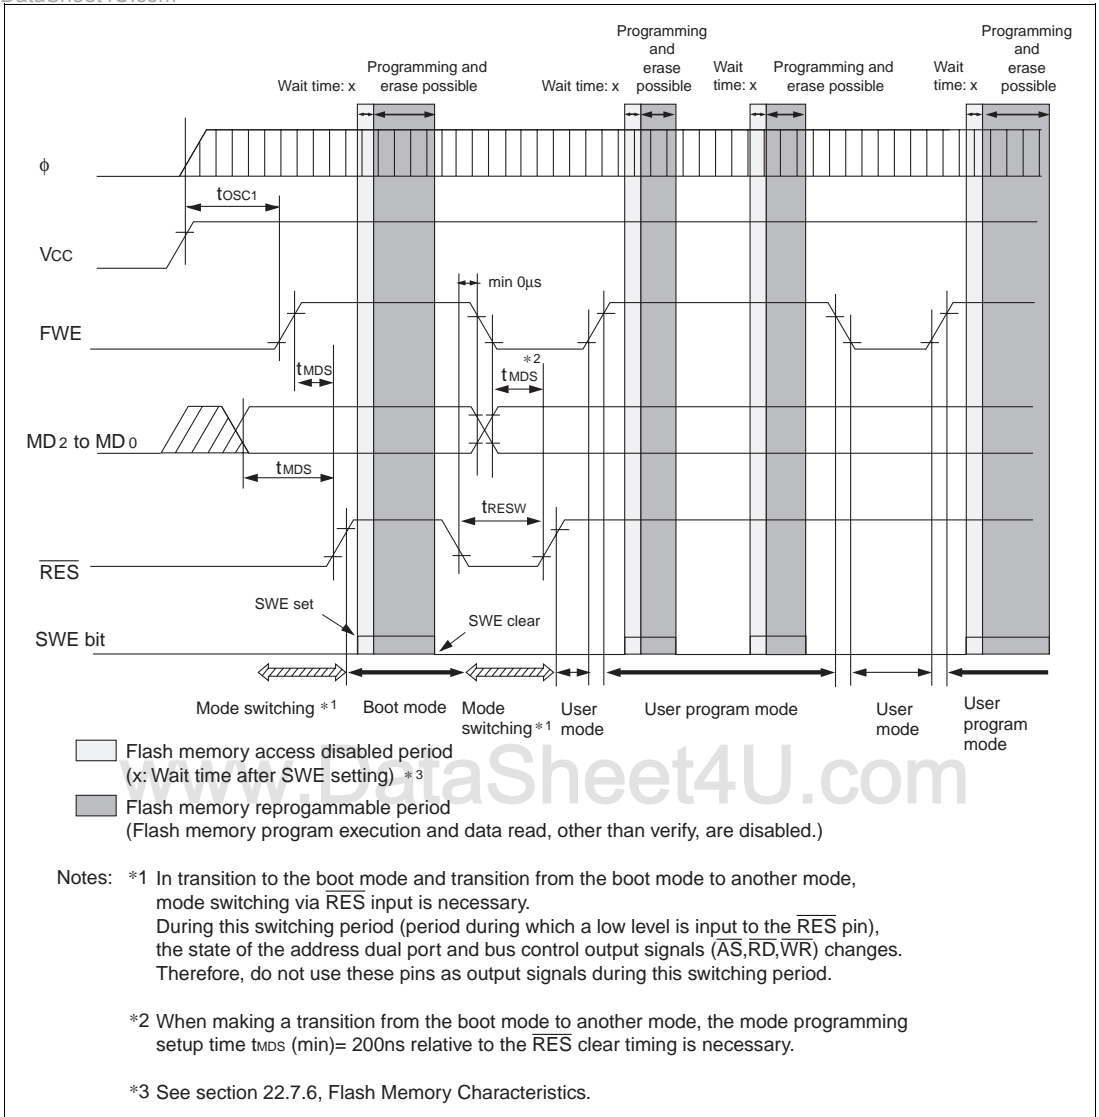 DataSheet4U.com
Programming
and
erase
possible
Programming
and
erase
possible
Programming and
erase possible
Wait
time: x
Programming and
erase possible
Wait
time: x
Wait time: x
Wait time: x
ϕ
tOSC1
VCC
min 0µs
FWE
*2
tMDS
tMDS
MD2 to MD0
tMDS
tRESW
RES
SWE set
SWE clear
SWE bit
Mode switching *1
Boot mode
Mode
switching *1
User
mode
User program mode
User
mode
User
program
mode
Flash memory access disabled period
(x: Wait time after SWE setting) *3
www.DataSheet4U.com
Flash memory reprogammable period
(Flash memory program execution and data read, other than verify, are disabled.)
Notes: *1 In transition to the boot mode and transition from the boot mode to another mode,
mode switching via RES input is necessary.
During this switching period (period during which a low level is input to the RES pin),
the state of the address dual port and bus control output signals (AS,RD,WR) changes.
Therefore, do not use these pins as output signals during this switching period.
*2 When making a transition from the boot mode to another mode, the mode programming
setup time tMDS (min)= 200ns relative to the RES clear timing is necessary.
*3 See section 22.7.6, Flash Memory Characteristics.